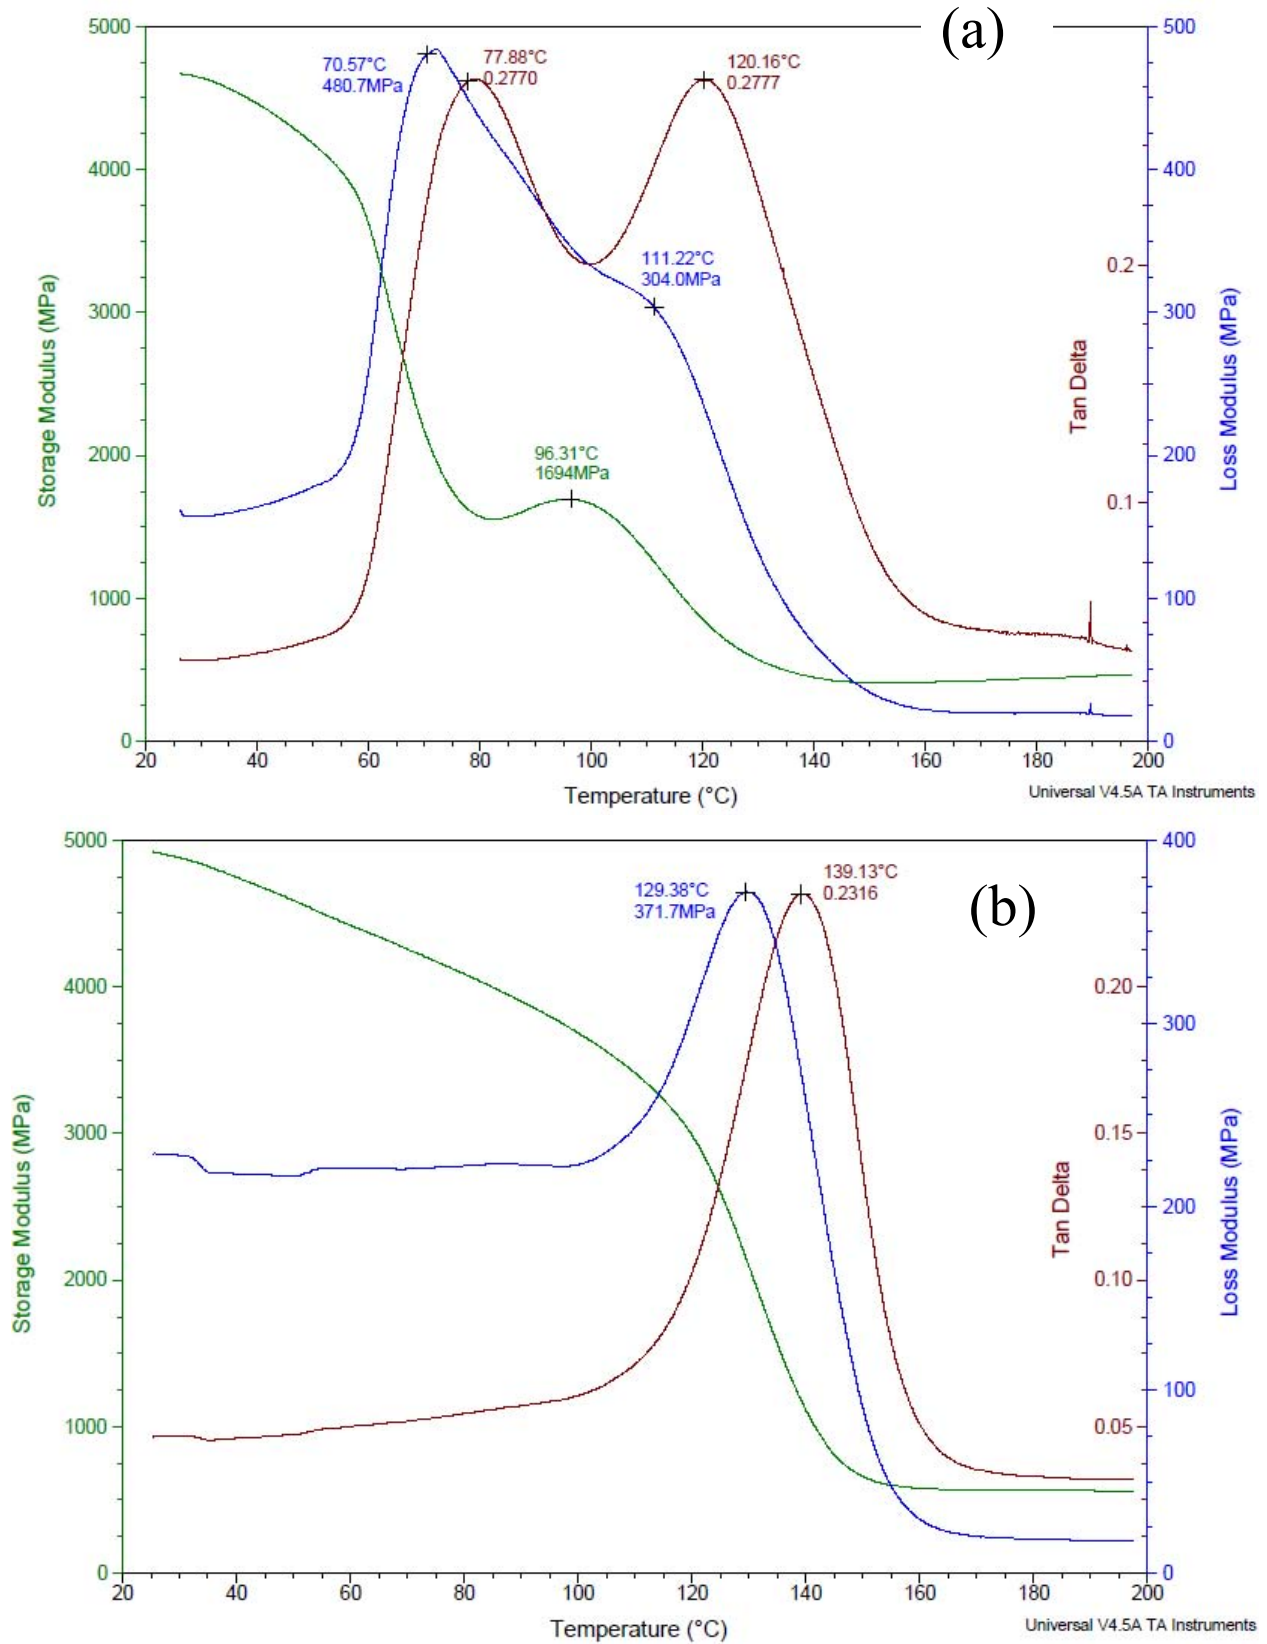 (a)
5000
4000
3000
2000
1000
0
Storage Modulus (MPa)
70.57°C
480.7MPa
77.88°C
0.2770
120.16°C
0.2777
111.22°C
304.0MPa
96.31°C
1694MPa
0.2
0.1
Tan Delta
500
400
300
200
100
0
Loss Modulus (MPa)
20 40 60 80 100 120 140 160 180 200
Temperature (°C)
Universal V4.5A TA Instruments
(b)
5000
4000
3000
2000
1000
0
Storage Modulus (MPa)
129.38°C
371.7MPa
139.13°C
0.2316
0.20
0.15
0.10
0.05
Tan Delta
400
300
200
100
0
Loss Modulus (MPa)
20 40 60 80 100 120 140 160 180 200
Temperature (°C)
Universal V4.5A TA Instruments